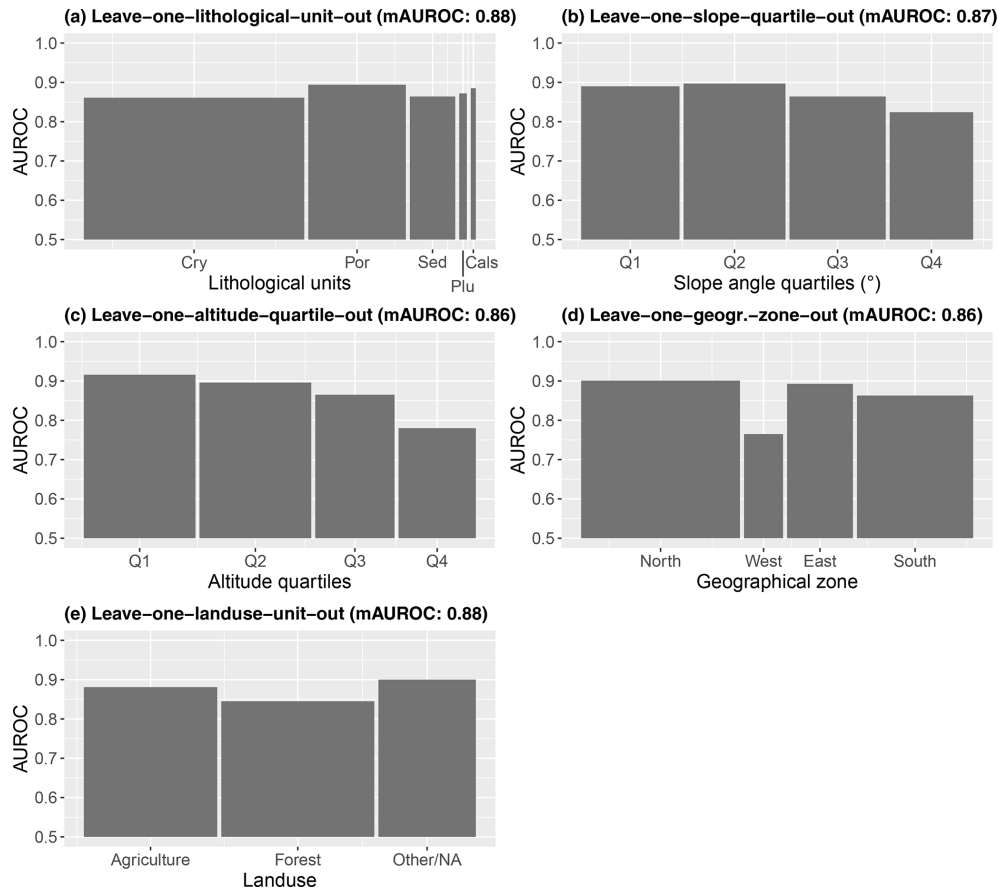 (a) Leave−one−lithological−unit−out (mAUROC: 0.88)
1.0
0.9
0.8
0.7
0.6
0.5
AUROC
Cry
Por
Sed
Plu
Cals
Lithological units
(b) Leave−one−slope−quartile−out (mAUROC: 0.87)
1.0
0.9
0.8
0.7
0.6
0.5
AUROC
Q1
Q2
Q3
Q4
Slope angle quartiles (°)
(c) Leave−one−altitude−quartile−out (mAUROC: 0.86)
1.0
0.9
0.8
0.7
0.6
0.5
AUROC
Q1
Q2
Q3
Q4
Altitude quartiles
(d) Leave−one−geogr.−zone−out (mAUROC: 0.86)
1.0
0.9
0.8
0.7
0.6
0.5
AUROC
North
West
East
South
Geographical zone
(e) Leave−one−landuse−unit−out (mAUROC: 0.88)
1.0
0.9
0.8
0.7
0.6
0.5
AUROC
Agriculture
Forest
Other/NA
Landuse